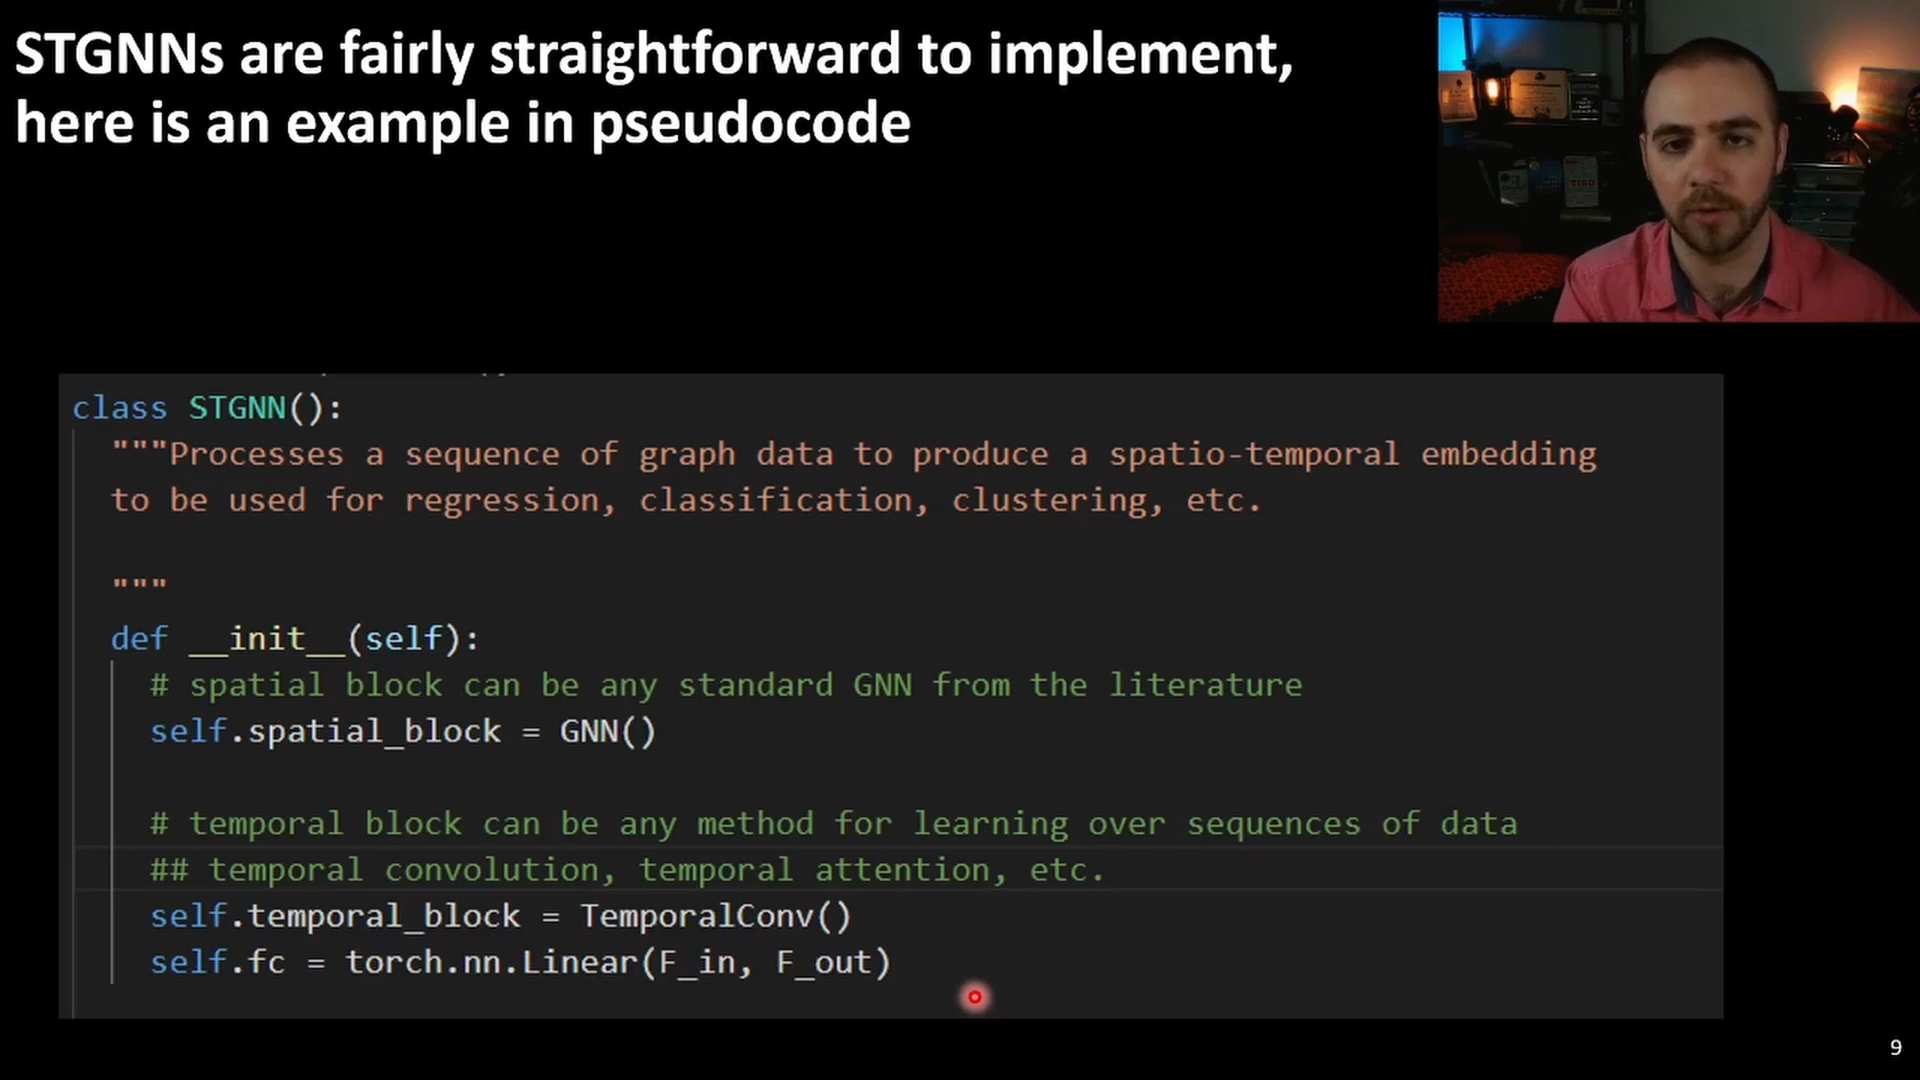 STGNNs are fairly straightforward to implement,
here is an example in pseudocode
class STGNN():
"""Processes a sequence of graph data to produce a spatio-temporal embedding
to be used for regression, classification, clustering, etc.
"""
def __init__(self):
# spatial block can be any standard GNN from the literature
self.spatial_block = GNN()
# temporal block can be any method for learning over sequences of data
## temporal convolution, temporal attention, etc.
self.temporal_block = TemporalConv()
self.fc = torch.nn.Linear(F_in, F_out)
9